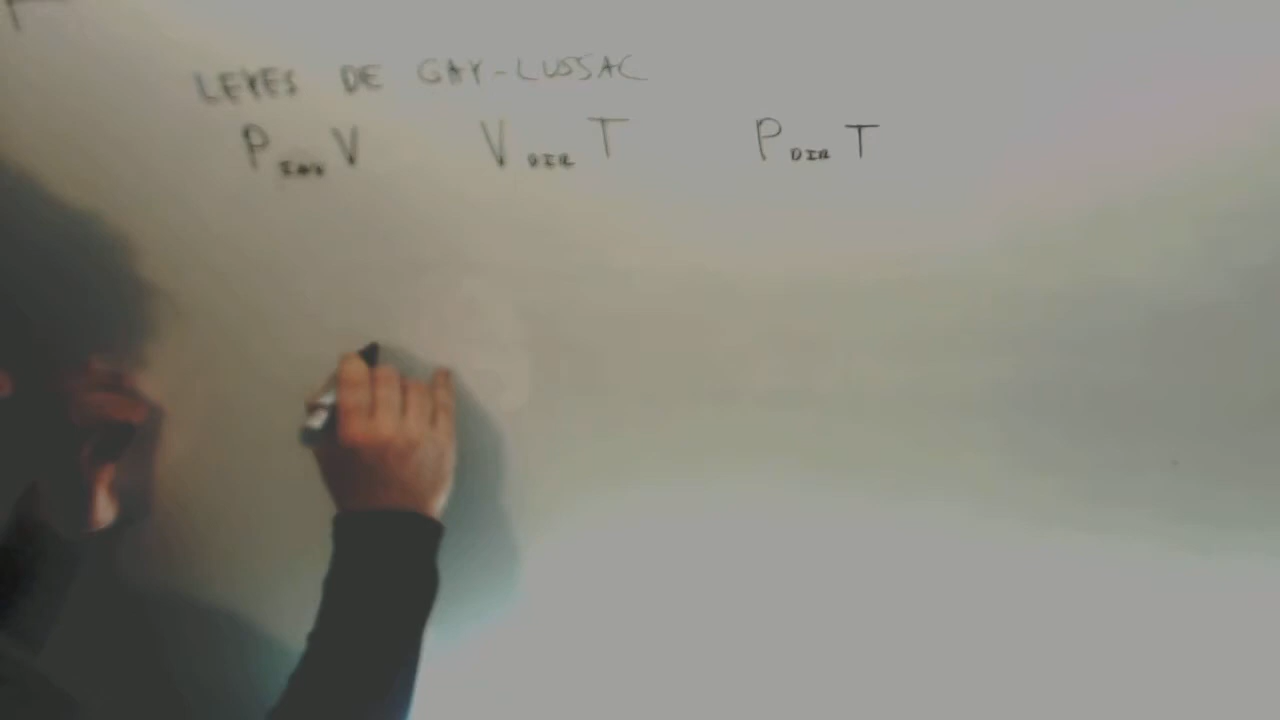 LEYES DE GAY-LUSSAC
P INV V V DIR T P DIR T